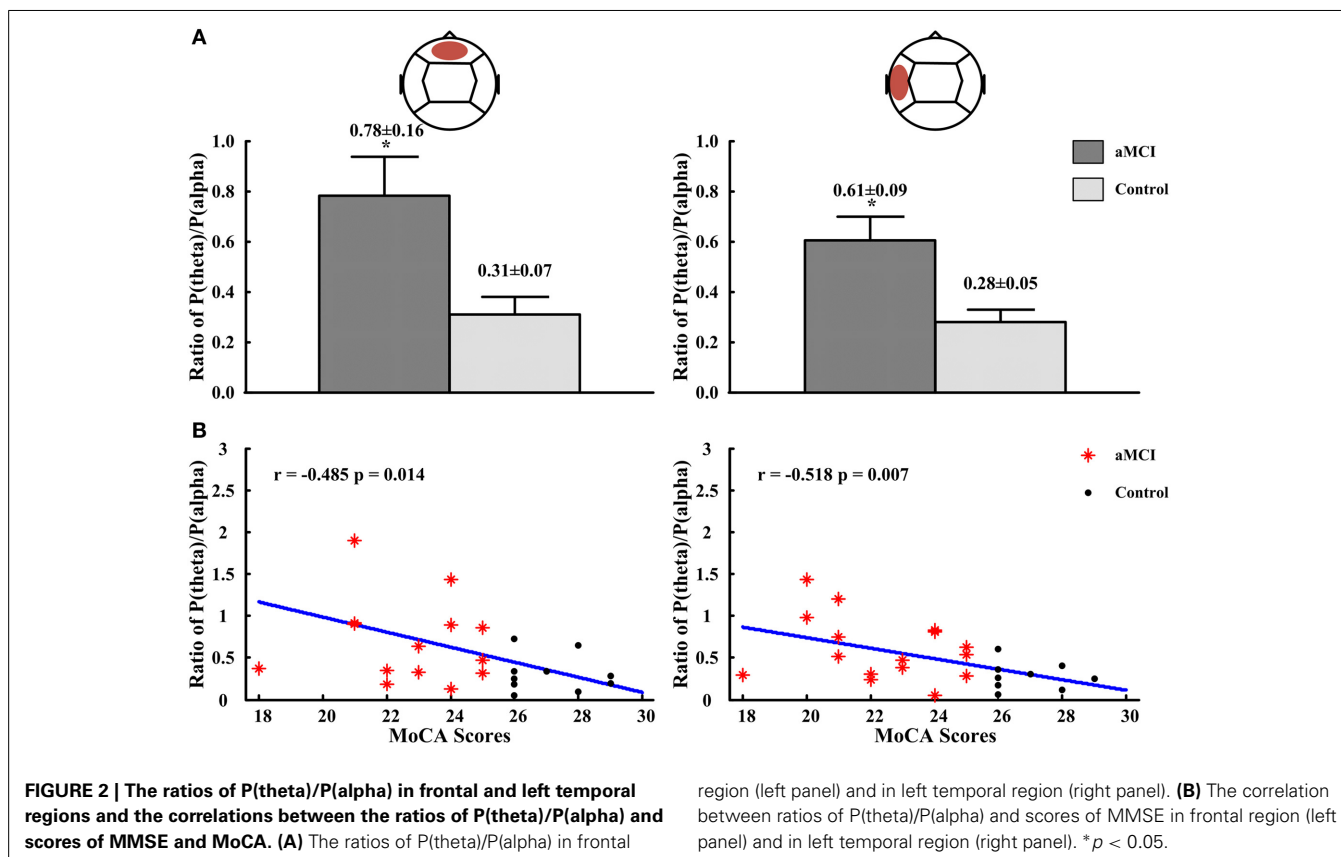 A
0.78±0.16
*
1.0
0.8
0.6
0.4
0.2
0.0
Ratio of P(theta)/P(alpha)
0.31±0.07
0.61±0.09
*
1.0
0.8
0.6
0.4
0.2
0.0
Ratio of P(theta)/P(alpha)
0.28±0.05
aMCI
Control
B
3
2.5
2
1.5
1
0.5
0
Ratio of P(theta)/P(alpha)
r = -0.485 p = 0.014
18 20 22 24 26 28 30
MoCA Scores
3
2.5
2
1.5
1
0.5
0
Ratio of P(theta)/P(alpha)
r = -0.518 p = 0.007
18 20 22 24 26 28 30
MoCA Scores
aMCI
Control
FIGURE 2 | The ratios of P(theta)/P(alpha) in frontal and left temporal
regions and the correlations between the ratios of P(theta)/P(alpha) and
scores of MMSE and MoCA. (A) The ratios of P(theta)/P(alpha) in frontal
region (left panel) and in left temporal region (right panel). (B) The correlation
between ratios of P(theta)/P(alpha) and scores of MMSE in frontal region (left
panel) and in left temporal region (right panel). *p < 0.05.